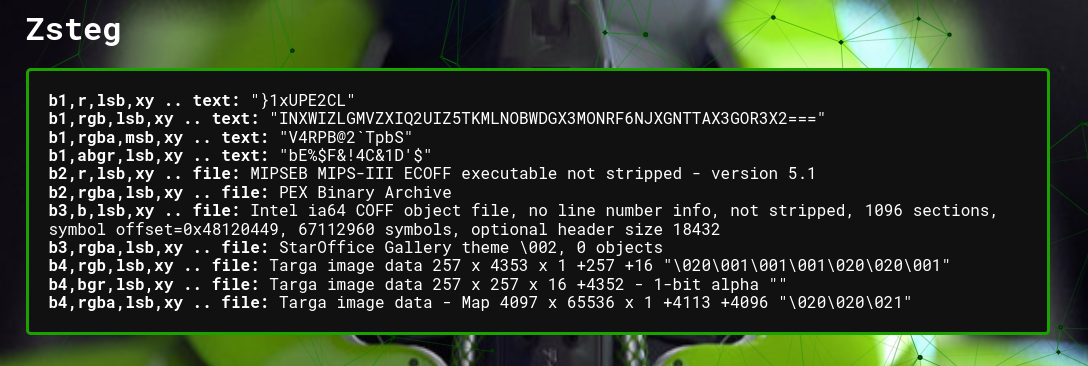 Zsteg
b1,r,lsb,xy .. text: "}1xUPE2CL"
b1,rgb,lsb,xy .. text: "INXWIZLGMVZXIQ2UIZ5TKMLNOBWDGX3MONRF6NJXGNTTAX3GOR3X2==="
b1,rgba,msb,xy .. text: "V4RPB@2`TpbS"
b1,abgr,lsb,xy .. text: "bE%$F&!4C&1D'$"
b2,r,lsb,xy .. file: MIPSEB MIPS-III ECOFF executable not stripped - version 5.1
b2,rgba,lsb,xy .. file: PEX Binary Archive
b3,b,lsb,xy .. file: Intel ia64 COFF object file, no line number info, not stripped, 1096 sections,
symbol offset=0x48120449, 67112960 symbols, optional header size 18432
b3,rgba,lsb,xy .. file: StarOffice Gallery theme \002, 0 objects
b4,rgb,lsb,xy .. file: Targa image data 257 x 4353 x 1 +257 +16 "\020\001\001\001\020\020\001"
b4,bgr,lsb,xy .. file: Targa image data 257 x 257 x 16 +4352 - 1-bit alpha ""
b4,rgba,lsb,xy .. file: Targa image data - Map 4097 x 65536 x 1 +4113 +4096 "\020\020\021"